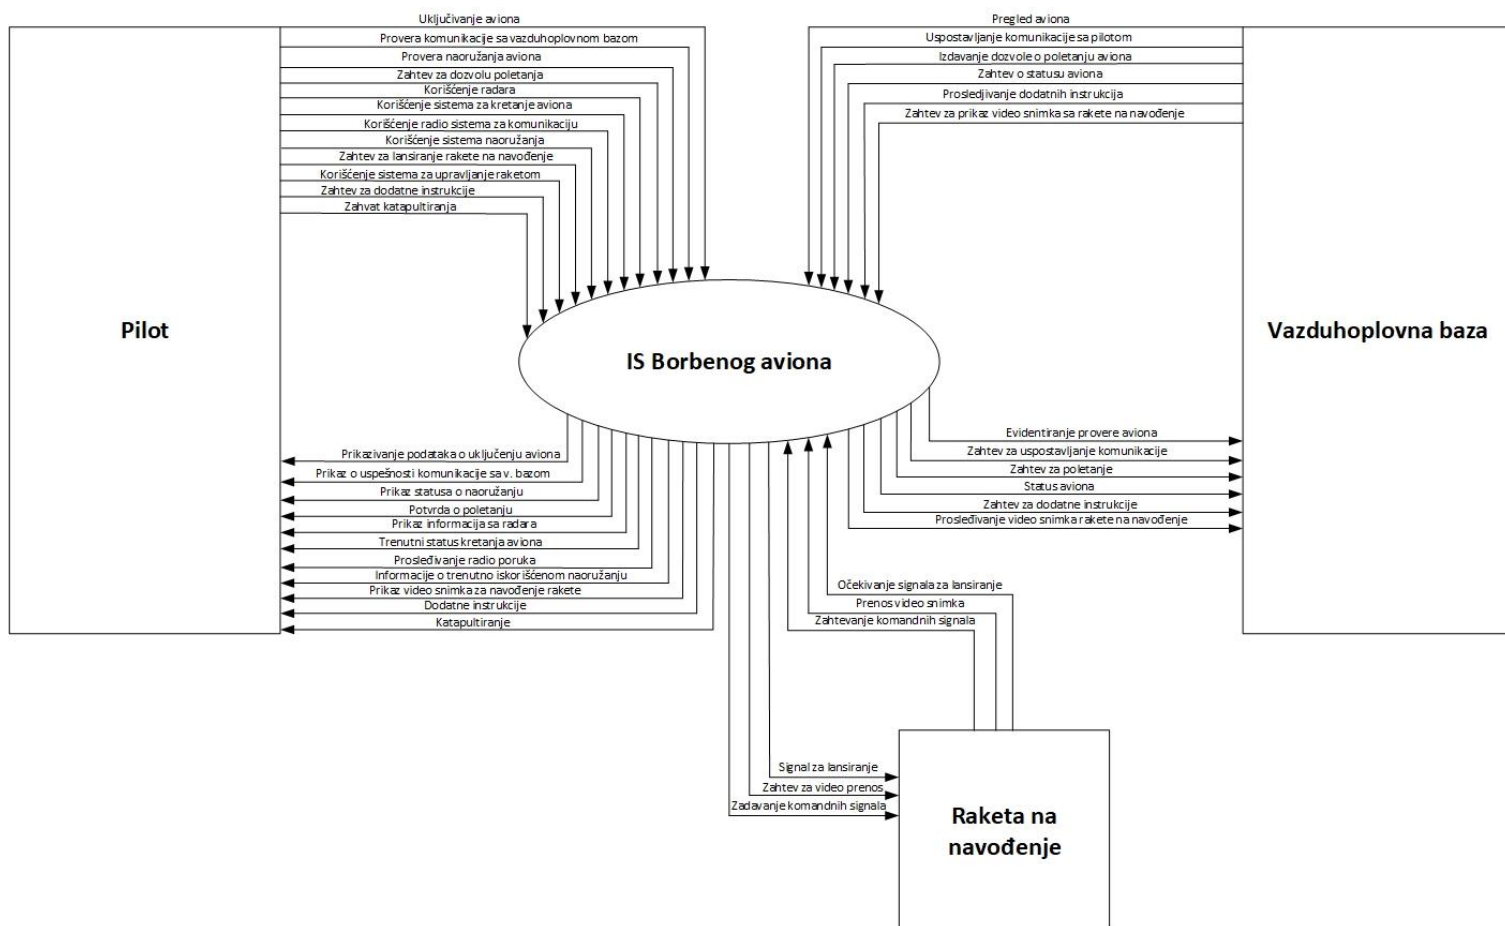 Uključivanje aviona
Provera komunikacije sa vazduhoplovnom bazom
Provera naoružanja aviona
Zahtev za dozvolu poletanja
Korišćenje radara
Korišćenje sistema za kretanje aviona
Korišćenje radio sistema za komunikaciju
Korišćenje sistema naoružanja
Zahtev za lansiranje rakete na navođenje
Korišćenje sistema za upravljanje raketom
Zahtev za dodatne instrukcije
Zahvat katapultiranja
Pregled aviona
Uspostavljanje komunikacije sa pilotom
Izdavanje dozvole o poletanju aviona
Zahtev o statusu aviona
Prosledjivanje dodatnih instrukcija
Zahtev za prikaz video snimka sa rakete na navođenje
Pilot
IS Borbenog aviona
Vazduhoplovna baza
Prikazivanje podataka o uključenju aviona
Prikaz o uspešnosti komunikacije sa v. bazom
Prikaz statusa o naoružanju
Potvrda o poletanju
Prikaz informacija sa radara
Trenutni status kretanja aviona
Prosleđivanje radio poruka
Informacije o trenutno iskorišćenom naoružanju
Prikaz video snimka za navođenje rakete
Dodatne instrukcije
Katapultiranje
Evidentiranje provere aviona
Zahtev za uspostavljanje komunikacije
Zahtev za poletanje
Status aviona
Zahtev za dodatne instrukcije
Prosleđivanje video snimka rakete na navođenje
Očekivanje signala za lansiranje
Prenos video snimka
Zahtevanje komandnih signala
Signal za lansiranje
Zahtev za video prenos
Zadavanje komandnih signala
Raketa na
navođenje